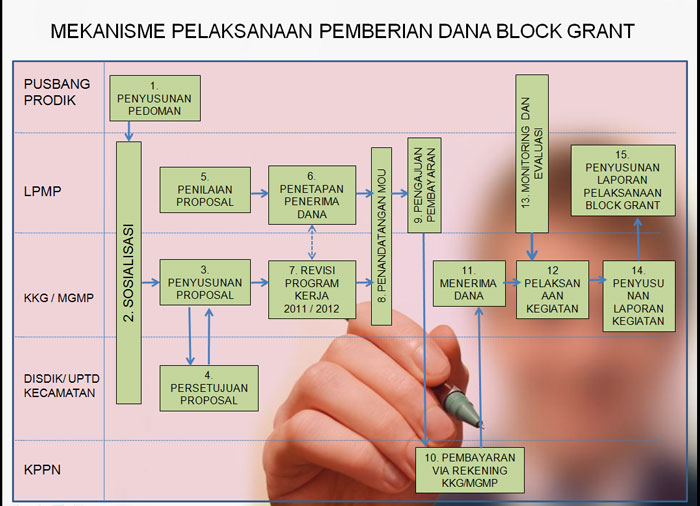 MEKANISME PELAKSANAAN PEMBERIAN DANA BLOCK GRANT
PUSBANG
PRODIK
1.
PENYUSUNAN
PEDOMAN
LPMP
5.
PENILAIAN
PROPOSAL
6.
PENETAPAN
PENERIMA
DANA
9. PENGAJUAN
PEMBAYARAN
13. MONITORING DAN
EVALUASI
15.
PENYUSUNAN
LAPORAN
PELAKSANAAN
BLOCK GRANT
2. SOSIALISASI
8. PENANDATANGAN MOU
KKG / MGMP
3.
PENYUSUNAN
PROPOSAL
7. REVISI
PROGRAM
KERJA
2011 / 2012
11.
MENERIMA
DANA
12
PELAKSAN
AAN
KEGIATAN
14.
PENYUSU
NAN
LAPORAN
KEGIATAN
DISDIK/ UPTD
KECAMATAN
4.
PERSETUJUAN
PROPOSAL
KPPN
10. PEMBAYARAN
VIA REKENING
KKG/MGMP